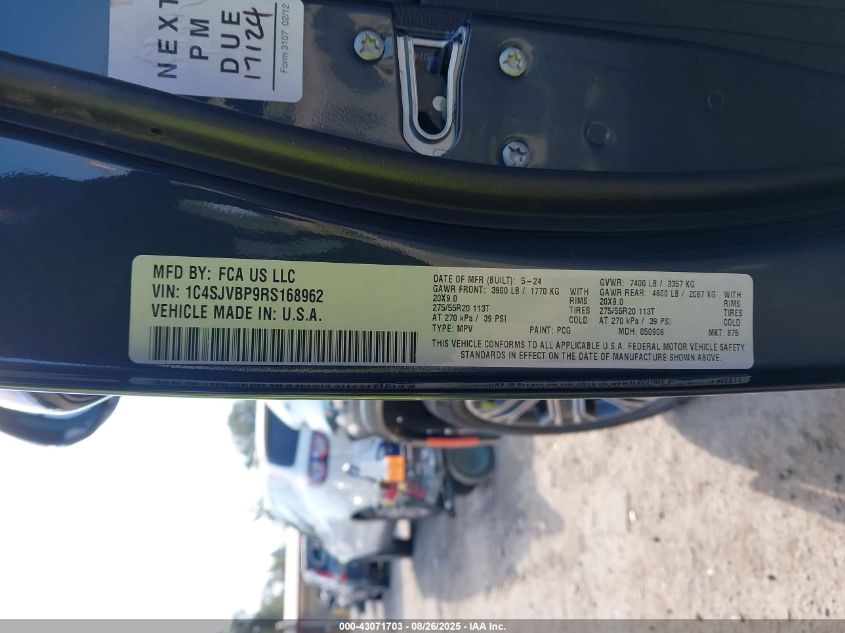 NEXT
PM
DUE
17124
Form 3107 02/12
MFD BY: FCA US LLC
VIN: 1C4SJVBP9RS168962
VEHICLE MADE IN: U.S.A.
DATE OF MFR (BUILT): 5-24
GAWR FRONT: 3900 LB / 1770 KG WITH
20X9.0 RIMS
275/55R20 113T TIRES
AT 270 kPa / 39 PSI COLD
TYPE: MPV PAINT: PCG
GVWR: 7400 LB / 3357 KG
GAWR REAR: 4600 LB / 2087 KG WITH
20X9.0 RIMS
275/55R20 113T TIRES
AT 270 kPa / 39 PSI COLD
MDH: 050906 MKT: 875
THIS VEHICLE CONFORMS TO ALL APPLICABLE U.S.A. FEDERAL MOTOR VEHICLE SAFETY
STANDARDS IN EFFECT ON THE DATE OF MANUFACTURE SHOWN ABOVE.
000-43071703 - 08/26/2025 - IAA Inc.